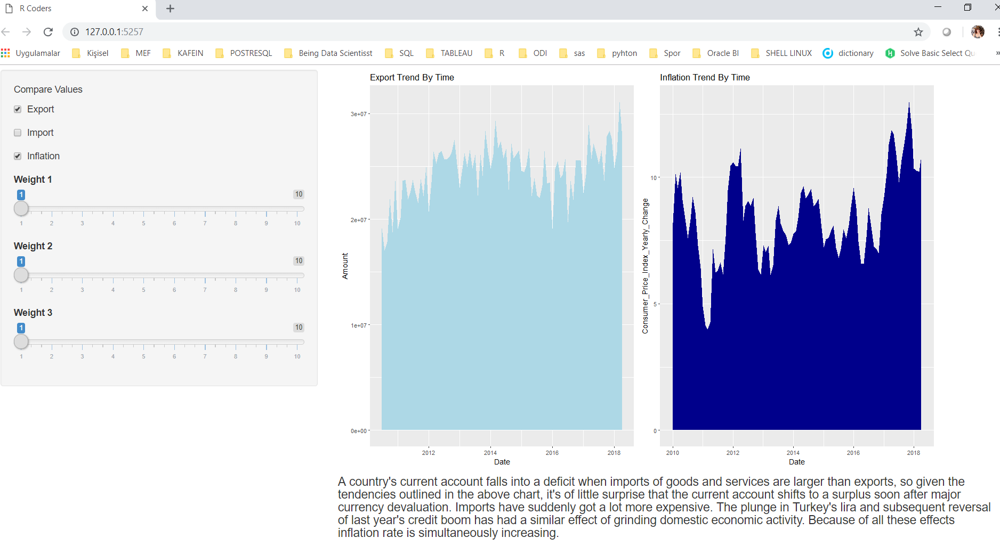 R Coders
127.0.0.1:5257
Uygulamalar Kişisel MEF KAFEIN POSTRESQL Being Data Scientisst SQL TABLEAU R ODI sas pyhton Spor Oracle BI SHELL LINUX dictionary Solve Basic Select Qu »
Compare Values
Export
Import
Inflation
Weight 1
1 10
1 2 3 4 5 6 7 8 9 10
Weight 2
1 10
1 2 3 4 5 6 7 8 9 10
Weight 3
1 10
1 2 3 4 5 6 7 8 9 10
Export Trend By Time
Amount
3e+07
2e+07
1e+07
0e+00
2012 2014 2016 2018
Date
Inflation Trend By Time
Consumer_Price_Index_Yearly_Change
10
5
0
2010 2012 2014 2016 2018
Date
A country's current account falls into a deficit when imports of goods and services are larger than exports, so given the
tendencies outlined in the above chart, it's of little surprise that the current account shifts to a surplus soon after major
currency devaluation. Imports have suddenly got a lot more expensive. The plunge in Turkey's lira and subsequent reversal
of last year's credit boom has had a similar effect of grinding domestic economic activity. Because of all these effects
inflation rate is simultaneously increasing.